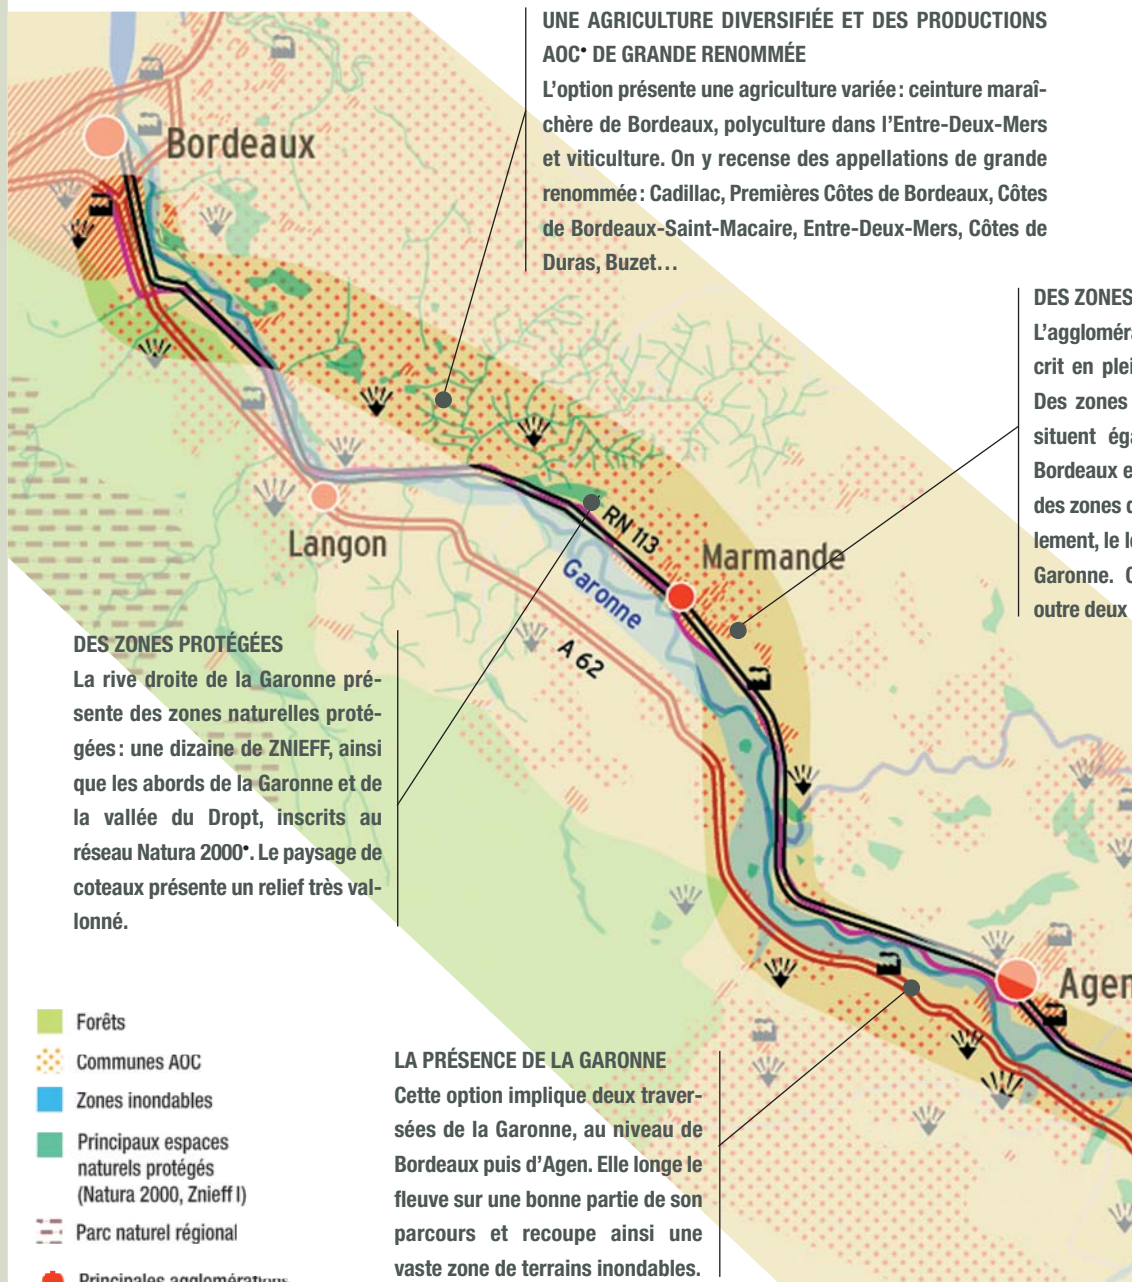 UNE AGRICULTURE DIVERSIFIÉE ET DES PRODUCTIONS
AOC• DE GRANDE RENOMMÉE
L'option présente une agriculture variée : ceinture maraî-
chère de Bordeaux, polyculture dans l'Entre-Deux-Mers
et viticulture. On y recense des appellations de grande
renommée : Cadillac, Premières Côtes de Bordeaux, Côtes
de Bordeaux-Saint-Macaire, Entre-Deux-Mers, Côtes de
Duras, Buzet…
Bordeaux
DES ZONES
L'agglomér
crit en plei
Des zones
situent éga
Bordeaux e
des zones
lement, le l
Garonne.
outre deux
Langon
RN 113
Marmande
Garonne
A 62
DES ZONES PROTÉGÉES
La rive droite de la Garonne pré-
sente des zones naturelles proté-
gées : une dizaine de ZNIEFF, ainsi
que les abords de la Garonne et de
la vallée du Dropt, inscrits au
réseau Natura 2000•. Le paysage de
coteaux présente un relief très val-
lonné.
Agen
Forêts
Communes AOC
Zones inondables
Principaux espaces
naturels protégés
(Natura 2000, Znieff I)
Parc naturel régional
Principales agglomérations
LA PRÉSENCE DE LA GARONNE
Cette option implique deux traver-
sées de la Garonne, au niveau de
Bordeaux puis d'Agen. Elle longe le
fleuve sur une bonne partie de son
parcours et recoupe ainsi une
vaste zone de terrains inondables.